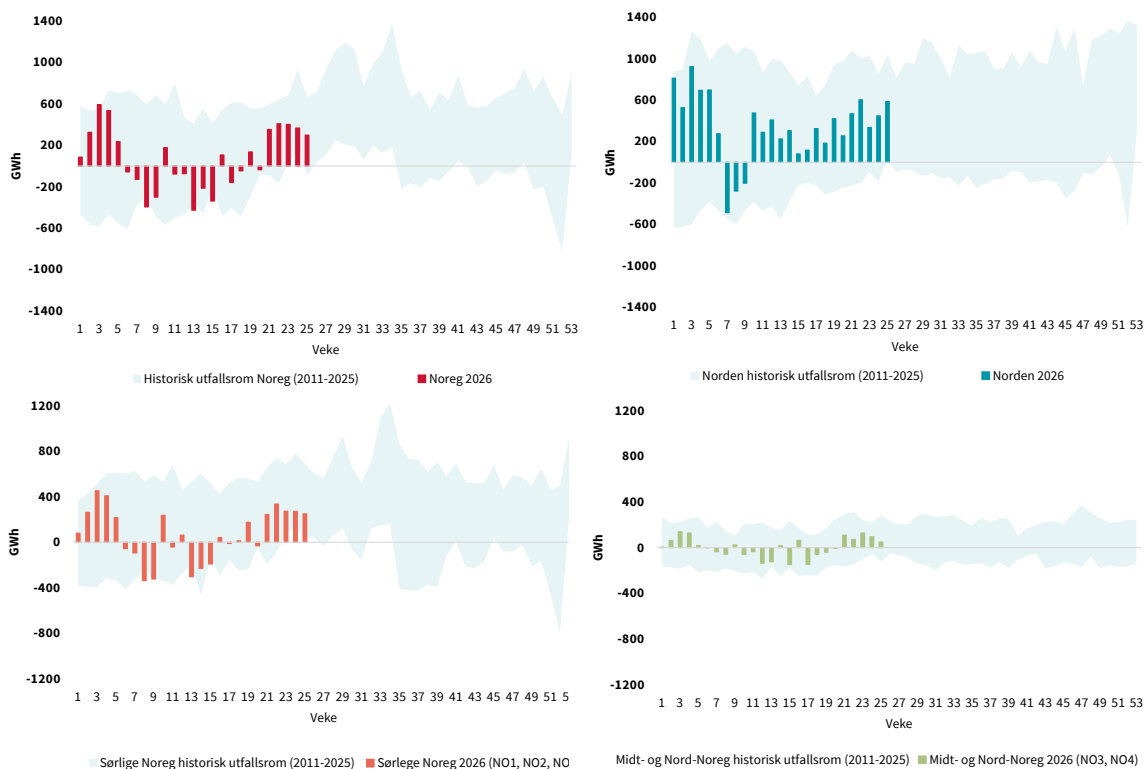 1400
1000
600
200
-200
-600
-1000
-1400
GWh
1 3 5 7 9 11 13 15 17 19 21 23 25 27 29 31 33 35 37 39 41 43 45 47 49 51 53
Veke
Historisk utfallsrom Noreg (2011-2025) Noreg 2026
1400
1000
600
200
-200
-600
-1000
-1400
GWh
1 3 5 7 9 11 13 15 17 19 21 23 25 27 29 31 33 35 37 39 41 43 45 47 49 51 53
Veke
Norden historisk utfallsrom (2011-2025) Norden 2026
1200
800
400
0
-400
-800
-1200
GWh
1 3 5 7 9 11 13 15 17 19 21 23 25 27 29 31 33 35 37 39 41 43 45 47 49 51 5
Veke
Sørlige Noreg historisk utfallsrom (2011-2025) Sørlege Noreg 2026 (NO1, NO2, NO
1200
800
400
0
-400
-800
-1200
GWh
1 3 5 7 9 11 13 15 17 19 21 23 25 27 29 31 33 35 37 39 41 43 45 47 49 51 53
Veke
Midt- og Nord-Noreg historisk utfallsrom (2011-2025) Midt- og Nord-Noreg 2026 (NO3, NO4)